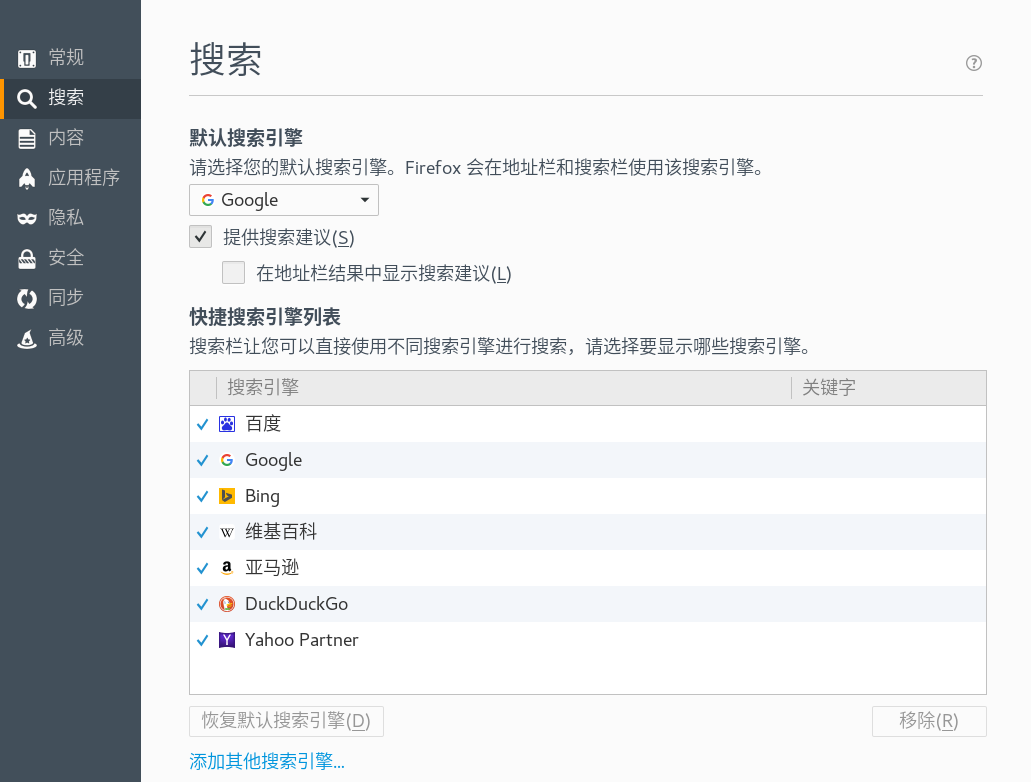 常规
搜索
内容
应用程序
隐私
安全
同步
高级
搜索
默认搜索引擎
请选择您的默认搜索引擎。Firefox 会在地址栏和搜索栏使用该搜索引擎。
Google
提供搜索建议(S)
在地址栏结果中显示搜索建议(L)
快捷搜索引擎列表
搜索栏让您可以直接使用不同搜索引擎进行搜索，请选择要显示哪些搜索引擎。
搜索引擎 关键字
百度
Google
Bing
维基百科
亚马逊
DuckDuckGo
Yahoo Partner
恢复默认搜索引擎(D) 移除(R)
添加其他搜索引擎...